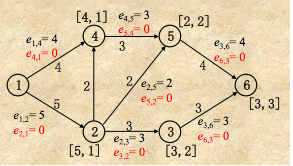 [4, 1]
e4,5= 3
e5,4= 0
[2, 2]
e1,4= 4
e4,1= 0
4
5
3
e3,6= 4
e6,3= 0
4
4
1
2
2
e2,5= 2
e5,2= 0
6
[3, 3]
5
e1,2= 5
e2,1= 0
2
3
3
3
e2,3= 3
e3,2= 0
e3,6= 3
e6,3= 0
[5, 1]
[3, 2]